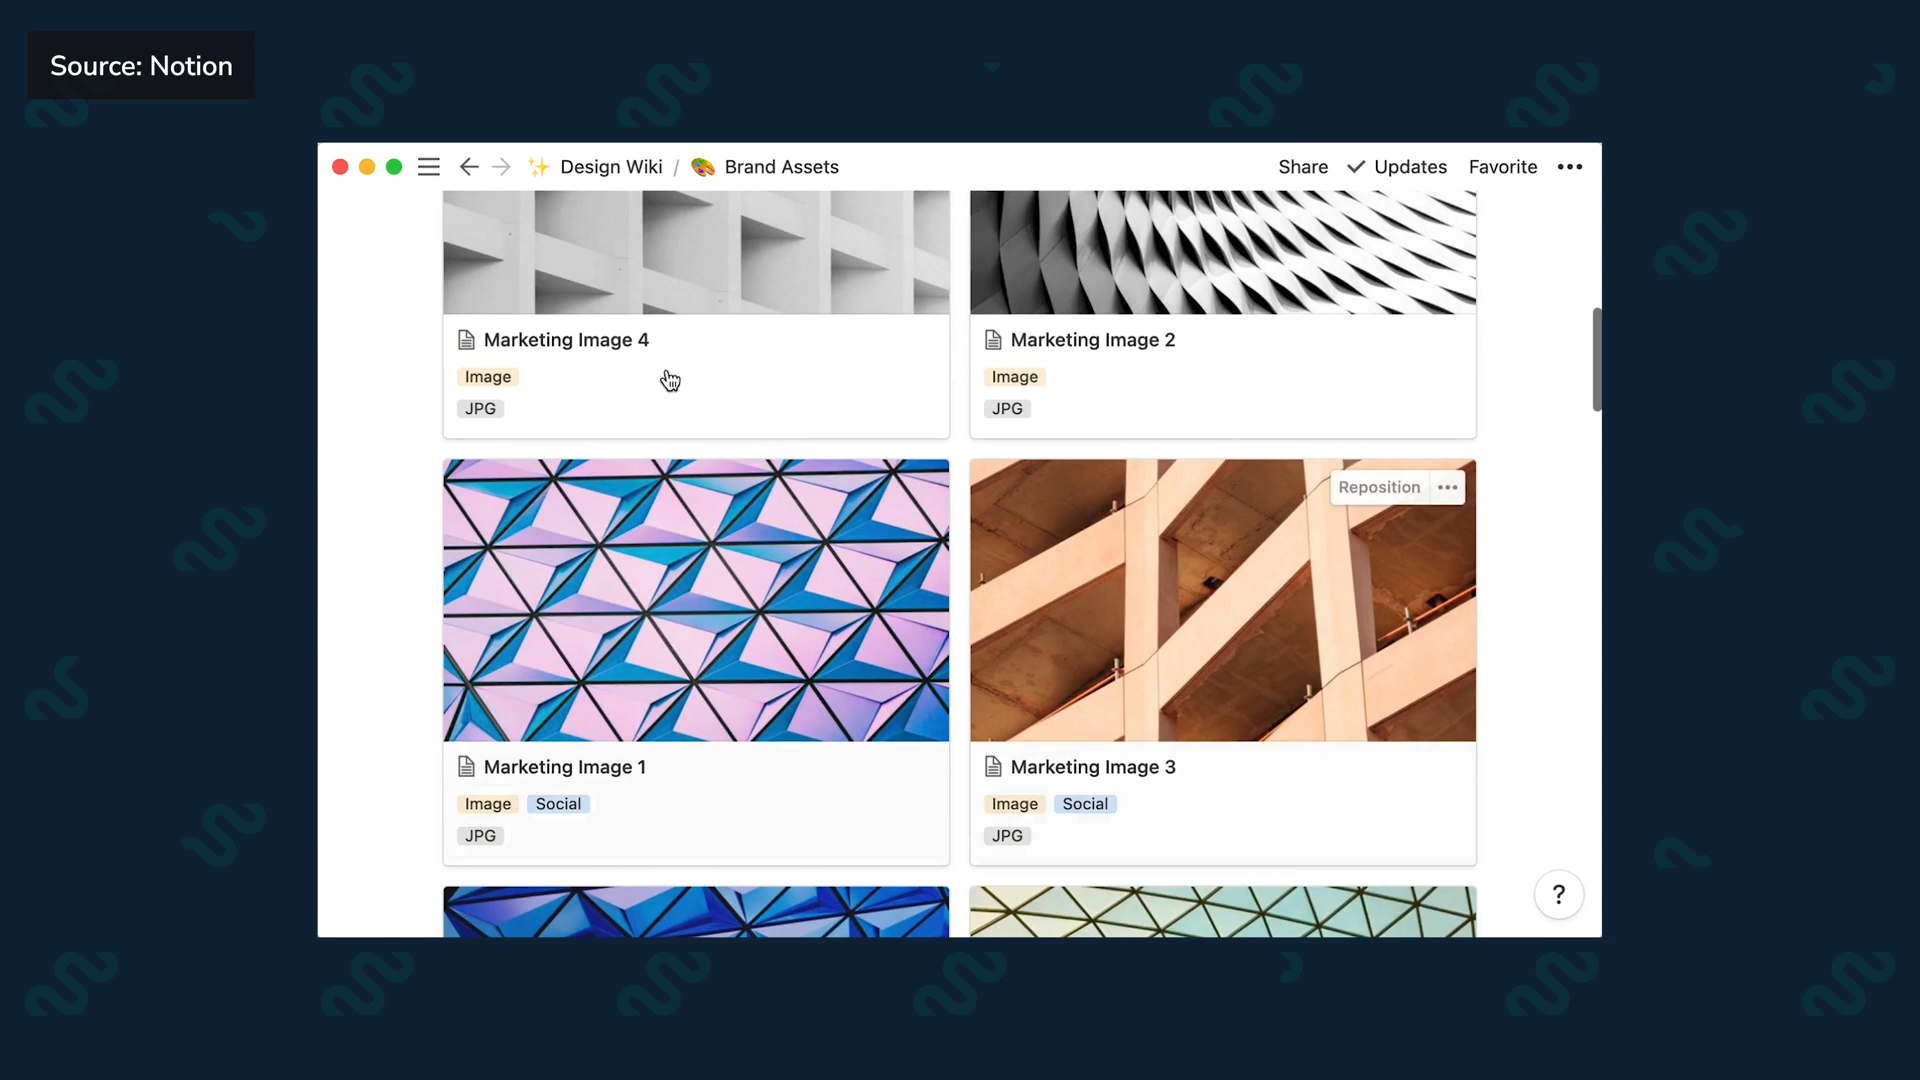 Source: Notion
Design Wiki / Brand Assets
Share Updates Favorite
Marketing Image 4
Image
JPG
Marketing Image 2
Image
JPG
Reposition
Marketing Image 1
Image Social
JPG
Marketing Image 3
Image Social
JPG
?